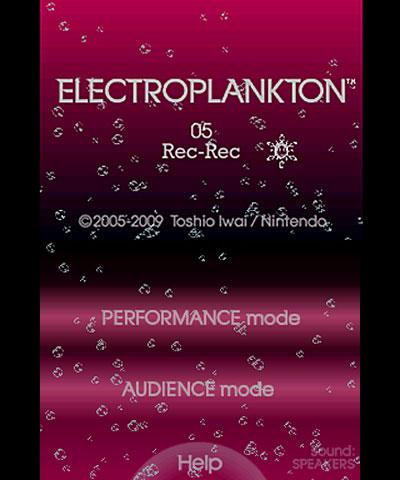 ELECTROPLANKTON™
05
Rec-Rec
©2005-2009 Toshio Iwai / Nintendo
PERFORMANCE mode
AUDIENCE mode
Help
sound:
SPEAKERS